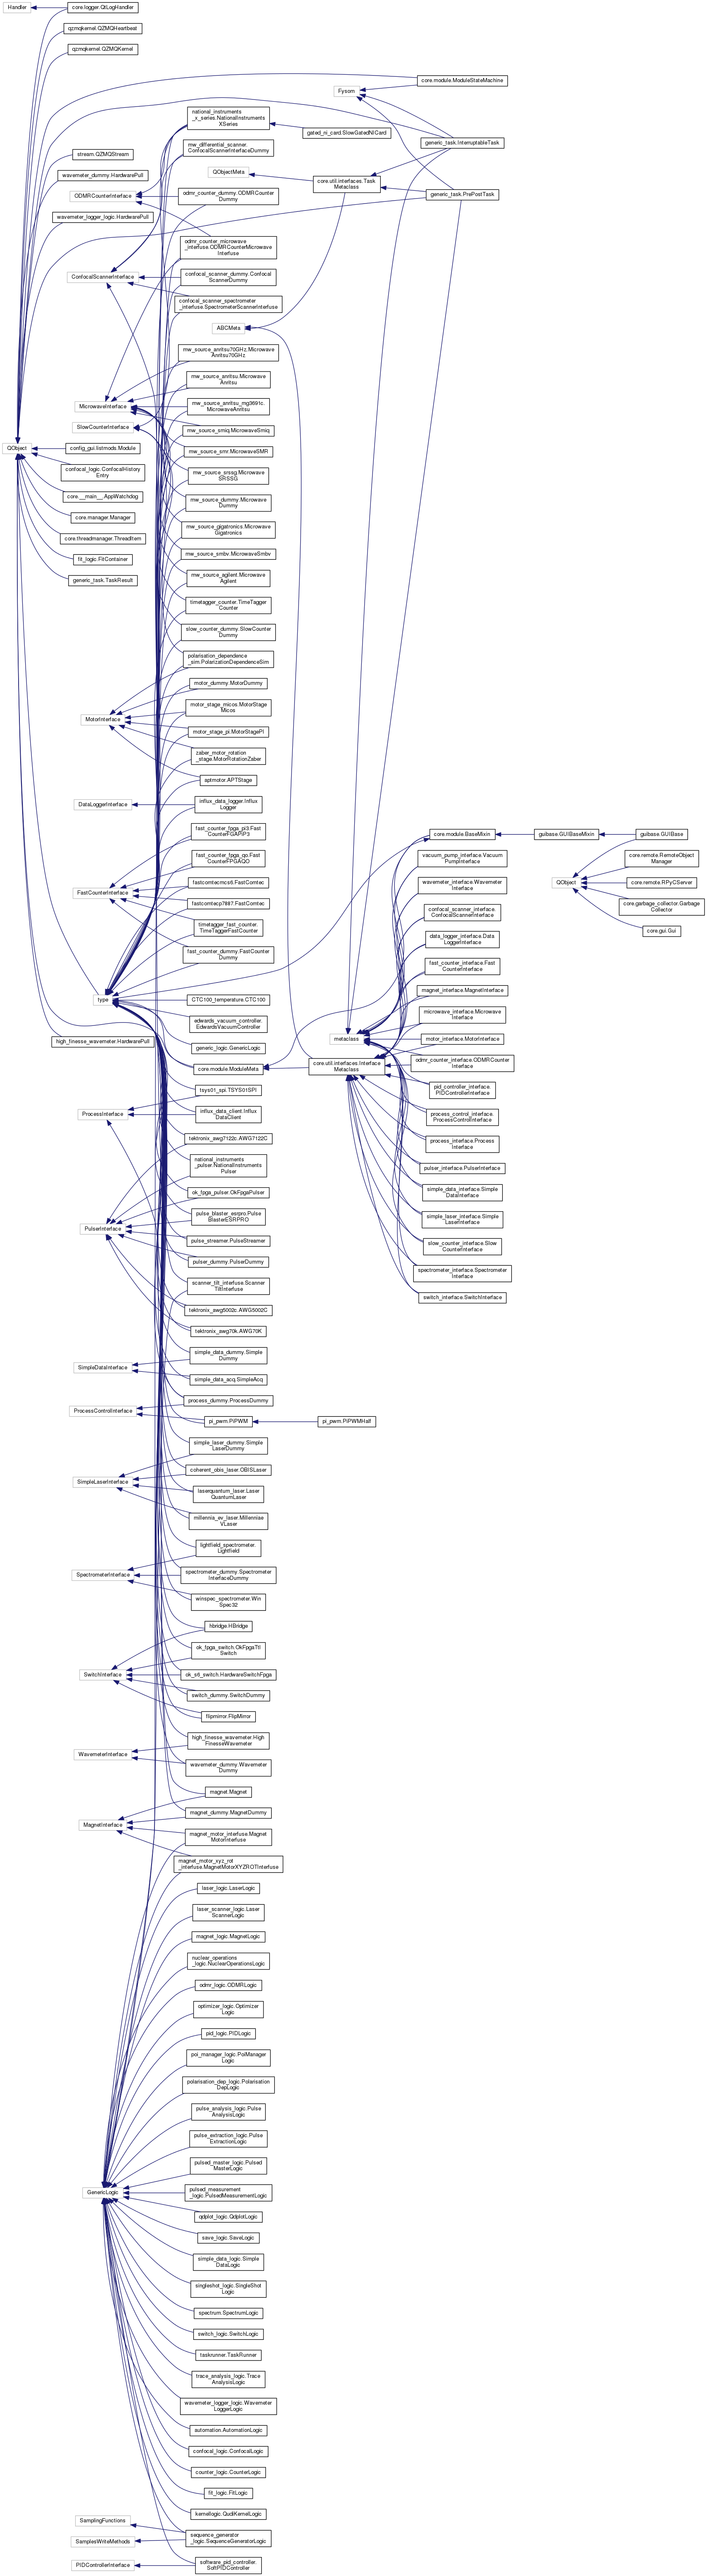 Handler
core.logger.QtLogHandler
qzmqkernel.QZMQHeartbeat
qzmqkernel.QZMQKernel
core.module.ModuleStateMachine
Fysom
national_instruments
_x_series.NationalInstruments
XSeries
gated_ni_card.SlowGatedNICard
generic_task.InterruptableTask
mw_differential_scanner.
ConfocalScannerInterfaceDummy
stream.QZMQStream
QObjectMeta
wavemeter_dummy.HardwarePull
core.util.interfaces.Task
Metaclass
ODMRCounterInterface
odmr_counter_dummy.ODMRCounter
Dummy
generic_task.PrePostTask
wavemeter_logger_logic.HardwarePull
odmr_counter_microwave
_interfuse.ODMRCounterMicrowave
Interfuse
ConfocalScannerInterface
confocal_scanner_dummy.Confocal
ScannerDummy
confocal_scanner_spectrometer
_interfuse.SpectrometerScannerInterfuse
ABCMeta
mw_source_anritsu70GHz.Microwave
Anritsu70GHz
mw_source_anritsu.Microwave
Anritsu
MicrowaveInterface
mw_source_anritsu_mg3691c.
MicrowaveAnritsu
SlowCounterInterface
mw_source_smiq.MicrowaveSmiq
QObject
config_gui.listmods.Module
mw_source_smr.MicrowaveSMR
confocal_logic.ConfocalHistory
Entry
mw_source_srssg.Microwave
SRSSG
core.__main__.AppWatchdog
mw_source_dummy.Microwave
Dummy
core.manager.Manager
mw_source_gigatronics.Microwave
Gigatronics
core.threadmanager.ThreadItem
mw_source_smbv.MicrowaveSmbv
fit_logic.FitContainer
mw_source_agilent.Microwave
Agilent
generic_task.TaskResult
timetagger_counter.TimeTagger
Counter
slow_counter_dummy.SlowCounter
Dummy
polarisation_dependence
_sim.PolarizationDependenceSim
motor_dummy.MotorDummy
motor_stage_micos.MotorStage
Micos
MotorInterface
motor_stage_pi.MotorStagePI
zaber_motor_rotation
_stage.MotorRotationZaber
aptmotor.APTStage
DataLoggerInterface
influx_data_logger.Influx
Logger
fast_counter_fpga_pi3.Fast
CounterFGAPiP3
core.module.BaseMixin
guibase.GUIBaseMixin
guibase.GUIBase
fast_counter_fpga_qo.Fast
CounterFPGAQO
vacuum_pump_interface.Vacuum
PumpInterface
core.remote.RemoteObject
Manager
FastCounterInterface
fastcomtecmcs6.FastComtec
wavemeter_interface.Wavemeter
Interface
QObject
core.remote.RPyCServer
fastcomtecp7887.FastComtec
confocal_scanner_interface.
ConfocalScannerInterface
core.garbage_collector.Garbage
Collector
timetagger_fast_counter.
TimeTaggerFastCounter
data_logger_interface.Data
LoggerInterface
core.gui.Gui
fast_counter_dummy.FastCounter
Dummy
fast_counter_interface.Fast
CounterInterface
type
CTC100_temperature.CTC100
magnet_interface.MagnetInterface
edwards_vacuum_controller.
EdwardsVacuumController
microwave_interface.Microwave
Interface
high_finesse_wavemeter.HardwarePull
generic_logic.GenericLogic
metaclass
motor_interface.MotorInterface
core.module.ModuleMeta
core.util.interfaces.Interface
Metaclass
odmr_counter_interface.ODMRCounter
Interface
tsys01_spi.TSYS01SPI
pid_controller_interface.
PIDControllerInterface
ProcessInterface
influx_data_client.Influx
DataClient
process_control_interface.
ProcessControlInterface
tektronix_awg7122c.AWG7122C
process_interface.Process
Interface
national_instruments
_pulser.NationalInstruments
Pulser
pulser_interface.PulserInterface
ok_fpga_pulser.OkFpgaPulser
simple_data_interface.Simple
DataInterface
pulse_blaster_esrpro.Pulse
BlasterESRPRO
simple_laser_interface.Simple
LaserInterface
PulserInterface
pulse_streamer.PulseStreamer
slow_counter_interface.Slow
CounterInterface
pulser_dummy.PulserDummy
spectrometer_interface.Spectrometer
Interface
scanner_tilt_interfuse.Scanner
TiltInterfuse
switch_interface.SwitchInterface
tektronix_awg5002c.AWG5002C
tektronix_awg70k.AWG70K
simple_data_dummy.Simple
Dummy
SimpleDataInterface
simple_data_acq.SimpleAcq
process_dummy.ProcessDummy
ProcessControlInterface
pi_pwm.PiPWM
pi_pwm.PiPWMHalf
simple_laser_dummy.Simple
LaserDummy
coherent_obis_laser.OBISLaser
SimpleLaserInterface
laserquantum_laser.Laser
QuantumLaser
millennia_ev_laser.Millenniae
VLaser
lightfield_spectrometer.
Lightfield
SpectrometerInterface
spectrometer_dummy.Spectrometer
InterfaceDummy
winspec_spectrometer.Win
Spec32
hbridge.HBridge
ok_fpga_switch.OkFpgaTtl
Switch
SwitchInterface
ok_s6_switch.HardwareSwitchFpga
switch_dummy.SwitchDummy
flipmirror.FlipMirror
high_finesse_wavemeter.High
FinesseWavemeter
WavemeterInterface
wavemeter_dummy.Wavemeter
Dummy
magnet.Magnet
magnet_dummy.MagnetDummy
MagnetInterface
magnet_motor_interfuse.Magnet
MotorInterfuse
magnet_motor_xyz_rot
_interfuse.MagnetMotorXYZROTInterfuse
laser_logic.LaserLogic
laser_scanner_logic.Laser
ScannerLogic
magnet_logic.MagnetLogic
nuclear_operations
_logic.NuclearOperationsLogic
odmr_logic.ODMRLogic
optimizer_logic.Optimizer
Logic
pid_logic.PIDLogic
poi_manager_logic.PoiManager
Logic
polarisation_dep_logic.Polarisation
DepLogic
pulse_analysis_logic.Pulse
AnalysisLogic
pulse_extraction_logic.Pulse
ExtractionLogic
pulsed_master_logic.Pulsed
MasterLogic
GenericLogic
pulsed_measurement
_logic.PulsedMeasurementLogic
qdplot_logic.QdplotLogic
save_logic.SaveLogic
simple_data_logic.Simple
DataLogic
singleshot_logic.SingleShot
Logic
spectrum.SpectrumLogic
switch_logic.SwitchLogic
taskrunner.TaskRunner
trace_analysis_logic.Trace
AnalysisLogic
wavemeter_logger_logic.Wavemeter
LoggerLogic
automation.AutomationLogic
confocal_logic.ConfocalLogic
counter_logic.CounterLogic
fit_logic.FitLogic
kernellogic.QudiKernelLogic
SamplingFunctions
sequence_generator
_logic.SequenceGeneratorLogic
SamplesWriteMethods
software_pid_controller.
SoftPIDController
PIDControllerInterface